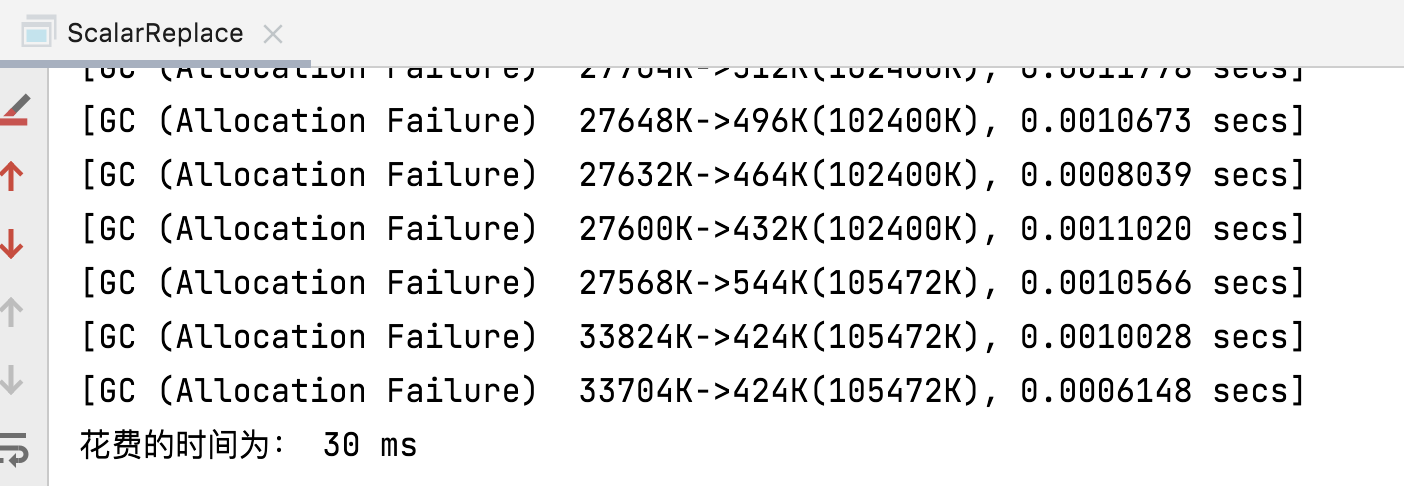 ScalarReplace
[GC (Allocation Failure)  27648K->496K(102400K), 0.0010673 secs]
[GC (Allocation Failure)  27632K->464K(102400K), 0.0008039 secs]
[GC (Allocation Failure)  27600K->432K(102400K), 0.0011020 secs]
[GC (Allocation Failure)  27568K->544K(105472K), 0.0010566 secs]
[GC (Allocation Failure)  33824K->424K(105472K), 0.0010028 secs]
[GC (Allocation Failure)  33704K->424K(105472K), 0.0006148 secs]
花费的时间为： 30 ms